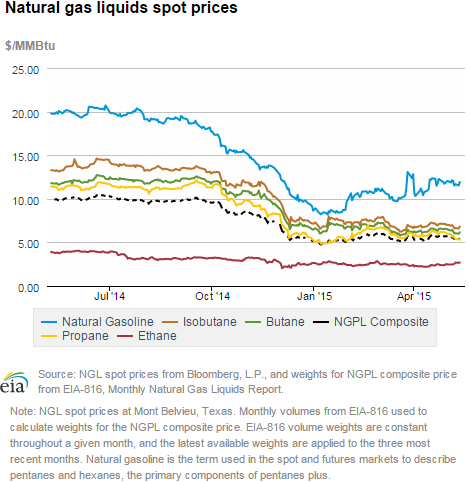 Natural gas liquids spot prices
$/MMBtu
25.00
20.00
15.00
10.00
5.00
0.00
Jul '14 Oct '14 Jan '15 Apr '15
Natural Gasoline Isobutane Butane NGPL Composite
Propane Ethane
eia
Source: NGL spot prices from Bloomberg, L.P., and weights for NGPL composite price
from EIA-816, Monthly Natural Gas Liquids Report.
Note: NGL spot prices at Mont Belvieu, Texas. Monthly volumes from EIA-816 used to
calculate weights for the NGPL composite price. EIA-816 volume weights are constant
throughout a given month, and the latest available weights are applied to the three most
recent months. Natural gasoline is the term used in the spot and futures markets to describe
pentanes and hexanes, the primary components of pentanes plus.